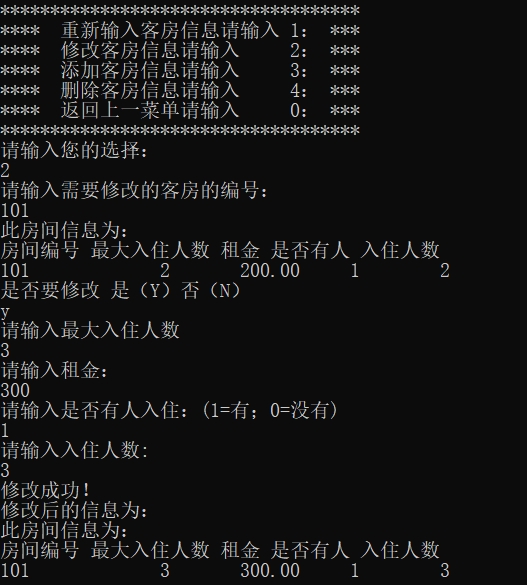 ************************************
****  重新输入客房信息请输入 1： ***
****  修改客房信息请输入     2： ***
****  添加客房信息请输入     3： ***
****  删除客房信息请输入     4： ***
****  返回上一菜单请输入     0： ***
************************************
请输入您的选择：
2
请输入需要修改的客房的编号：
101
此房间信息为：
房间编号 最大入住人数 租金 是否有人 入住人数
101             2       200.00     1        2
是否要修改 是（Y）否（N）
y
请输入最大入住人数
3
请输入租金：
300
请输入是否有人入住：(1=有；0=没有)
1
请输入入住人数:
3
修改成功！
修改后的信息为：
此房间信息为：
房间编号 最大入住人数 租金 是否有人 入住人数
101             3       300.00     1        3